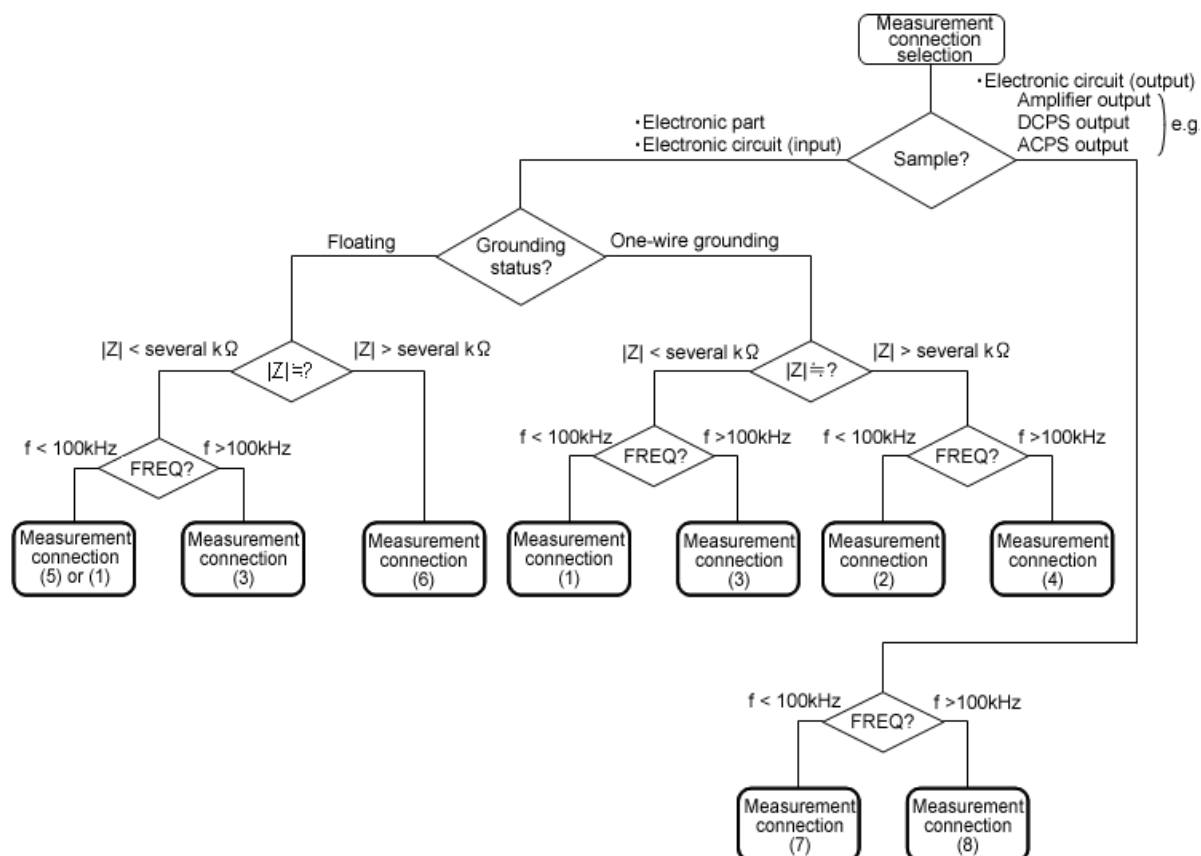 Measurement
connection
selection
・Electronic circuit (output)
Amplifier output
DCPS output
ACPS output
e.g.
・Electronic part
・Electronic circuit (input)
Sample?
Floating
Grounding
status?
One-wire grounding
|Z| < several kΩ
|Z|≒?
|Z| > several kΩ
|Z| < several kΩ
|Z|≒?
|Z| > several kΩ
f < 100kHz
FREQ?
f >100kHz
f < 100kHz
FREQ?
f >100kHz
f < 100kHz
FREQ?
f >100kHz
Measurement
connection
(5) or (1)
Measurement
connection
(3)
Measurement
connection
(6)
Measurement
connection
(1)
Measurement
connection
(3)
Measurement
connection
(2)
Measurement
connection
(4)
f < 100kHz
FREQ?
f >100kHz
Measurement
connection
(7)
Measurement
connection
(8)